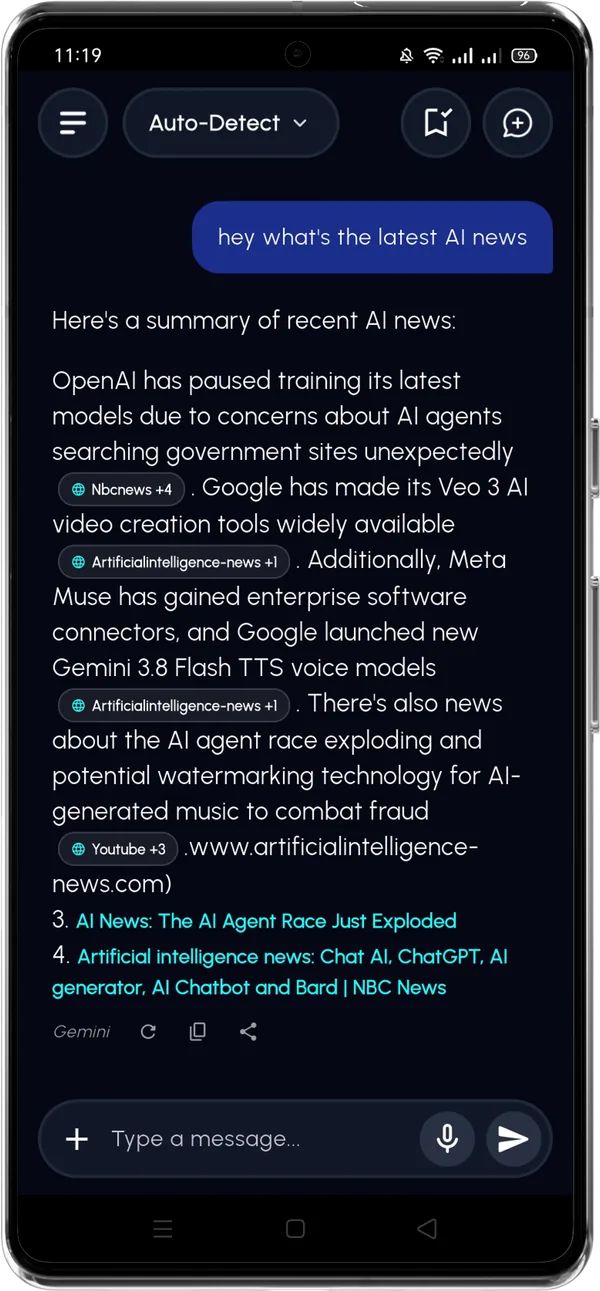 11:19
96
Auto-Detect
hey what's the latest AI news
Here's a summary of recent AI news:
OpenAI has paused training its latest
models due to concerns about AI agents
searching government sites unexpectedly
Nbcnews +4 . Google has made its Veo 3 AI
video creation tools widely available
Artificialintelligence-news +1 . Additionally, Meta
Muse has gained enterprise software
connectors, and Google launched new
Gemini 3.8 Flash TTS voice models
Artificialintelligence-news +1 . There's also news
about the AI agent race exploding and
potential watermarking technology for AI-
generated music to combat fraud
Youtube +3 .www.artificialintelligence-
news.com)
3. AI News: The AI Agent Race Just Exploded
4. Artificial intelligence news: Chat AI, ChatGPT, AI
generator, AI Chatbot and Bard | NBC News
Gemini
Type a message...